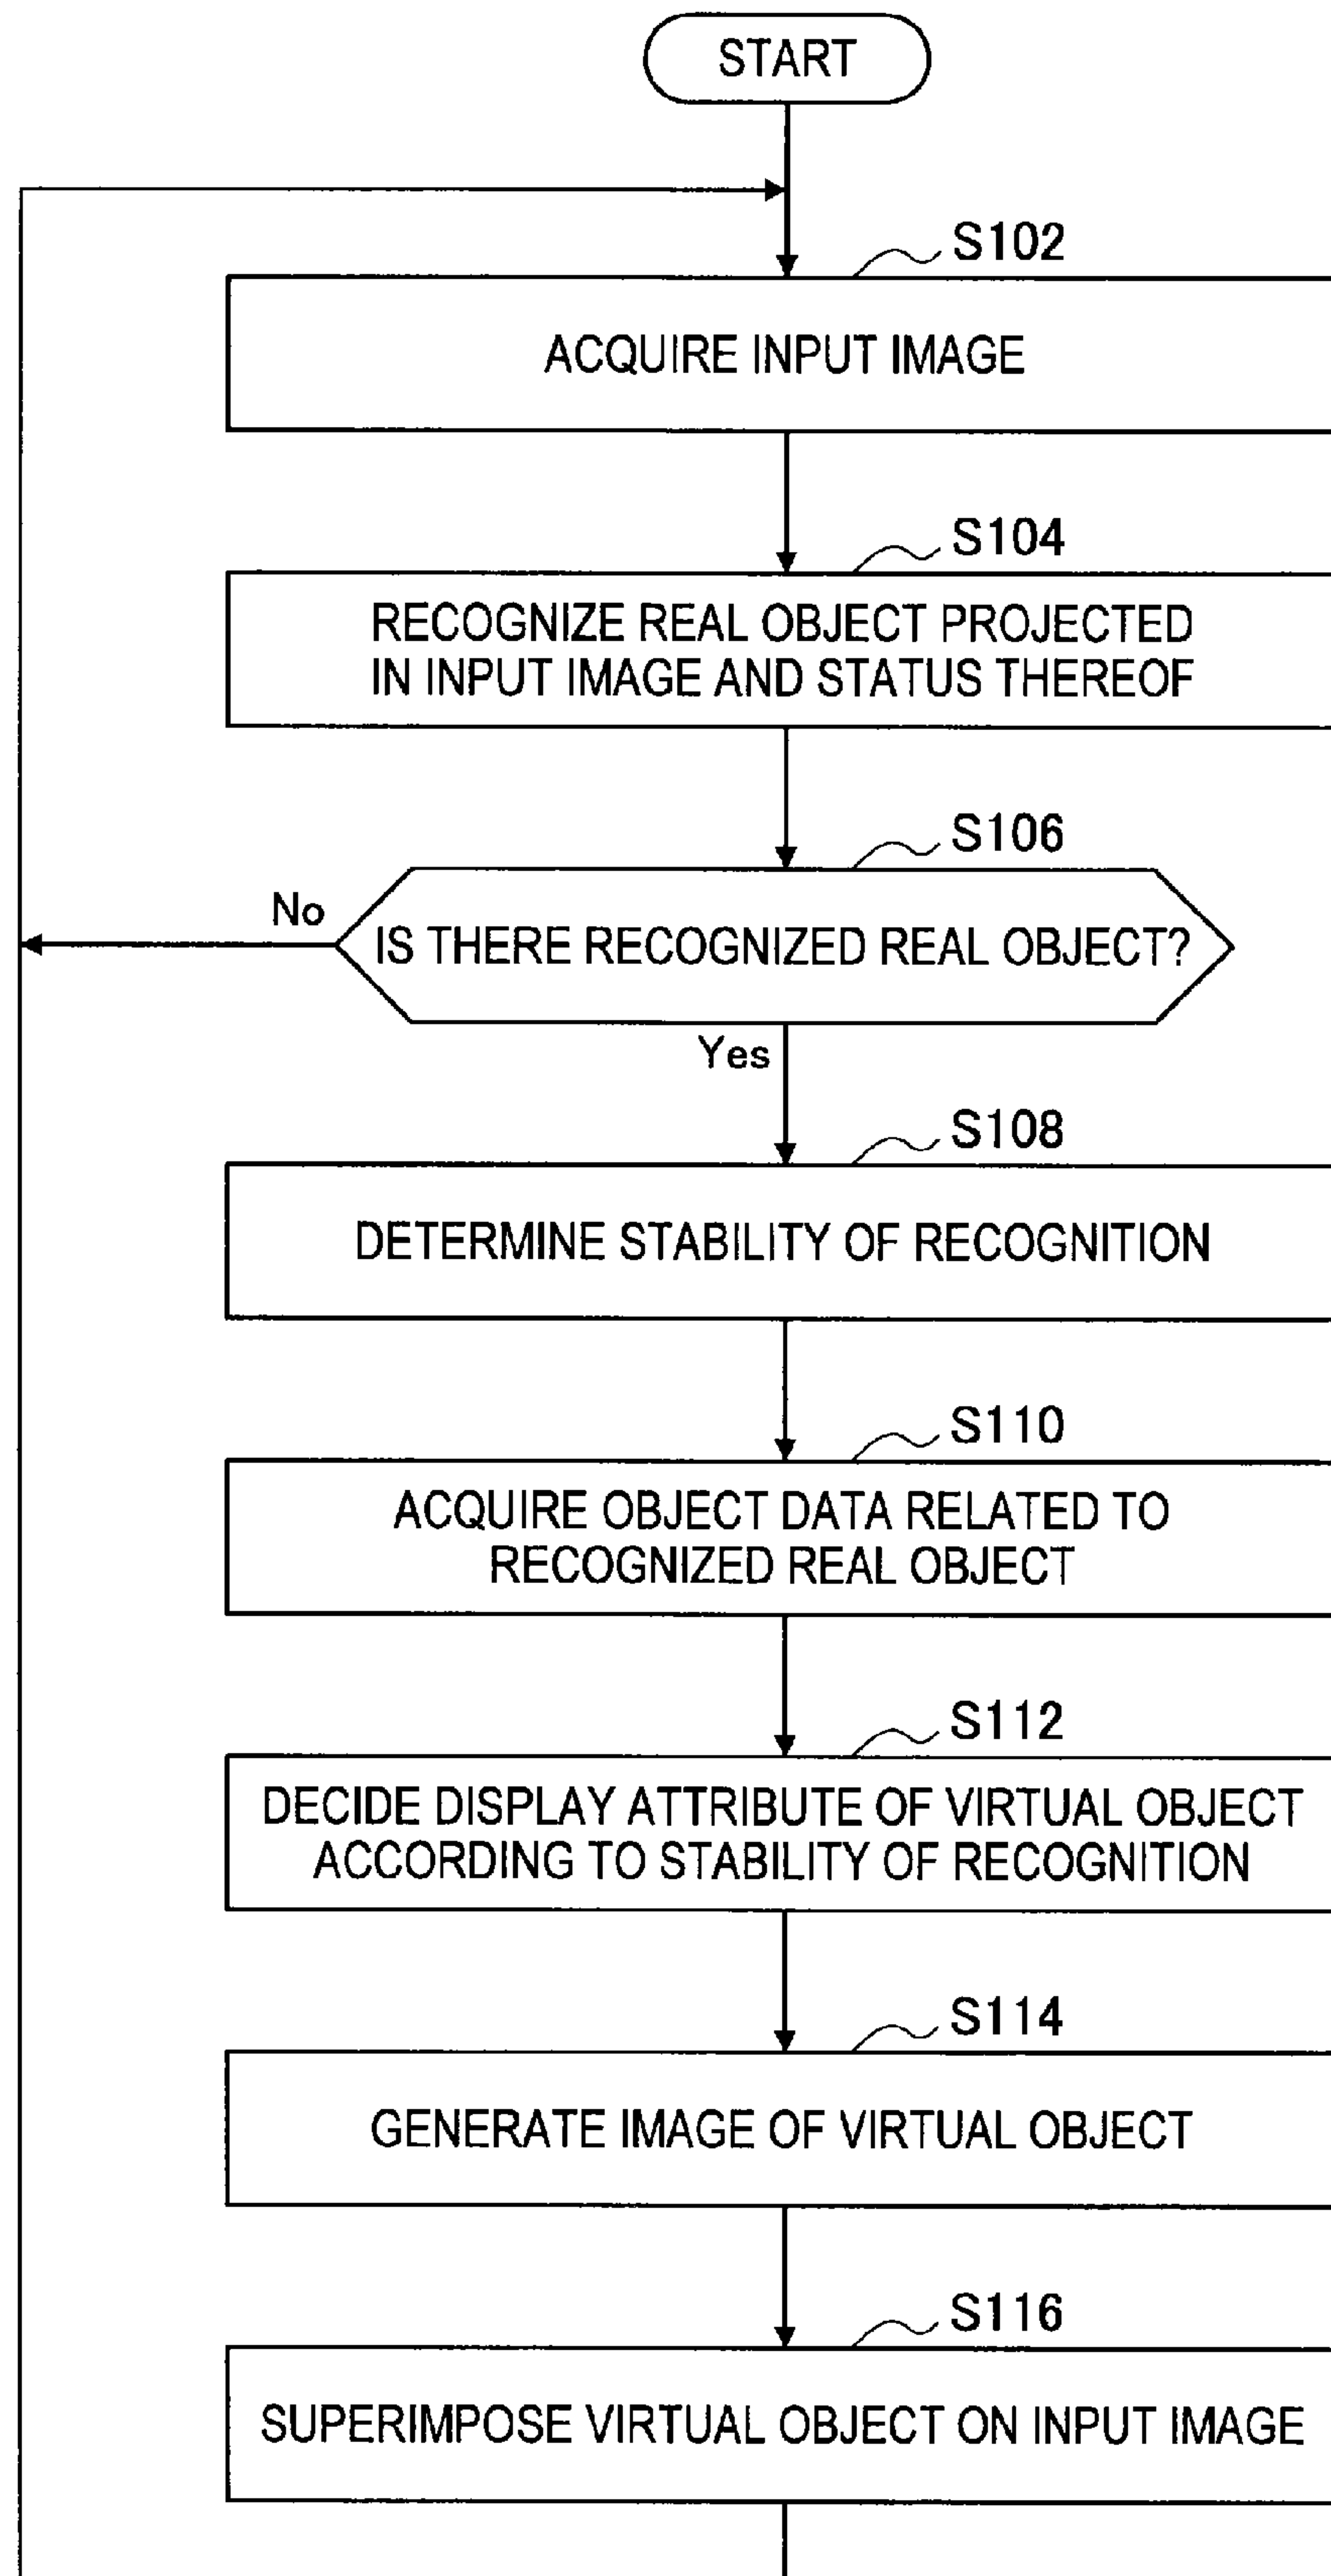 START
S102
ACQUIRE INPUT IMAGE
S104
RECOGNIZE REAL OBJECT PROJECTED
IN INPUT IMAGE AND STATUS THEREOF
S106
No
IS THERE RECOGNIZED REAL OBJECT?
Yes
S108
DETERMINE STABILITY OF RECOGNITION
S110
ACQUIRE OBJECT DATA RELATED TO
RECOGNIZED REAL OBJECT
S112
DECIDE DISPLAY ATTRIBUTE OF VIRTUAL OBJECT
ACCORDING TO STABILITY OF RECOGNITION
S114
GENERATE IMAGE OF VIRTUAL OBJECT
S116
SUPERIMPOSE VIRTUAL OBJECT ON INPUT IMAGE